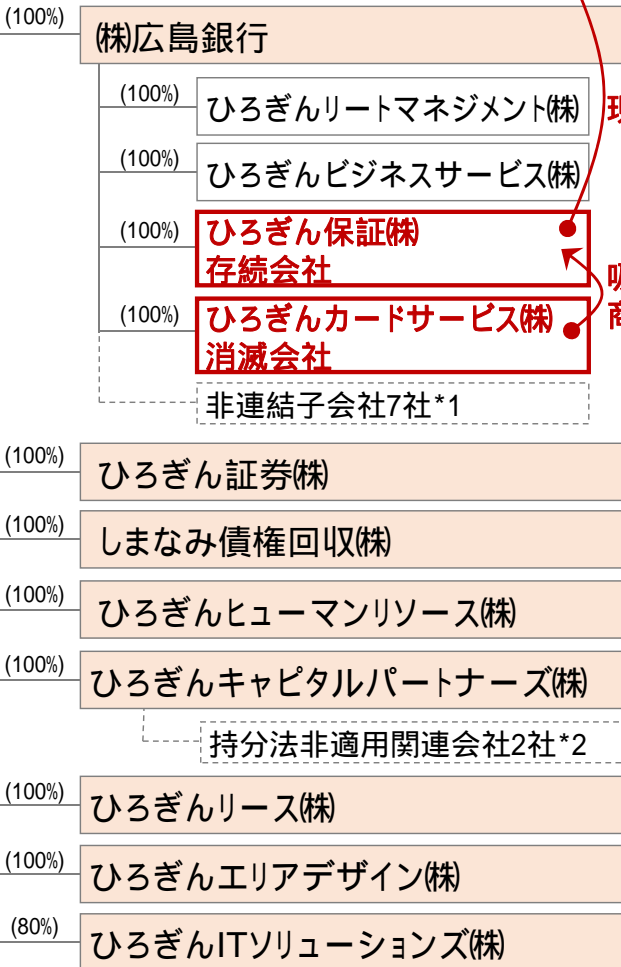 (100%)
㈱広島銀行
(100%)
ひろぎんリートマネジメント㈱
(100%)
ひろぎんビジネスサービス㈱
(100%)
ひろぎん保証㈱
存続会社
(100%)
ひろぎんカードサービス㈱
消滅会社
非連結子会社7社*1
(100%)
ひろぎん証券㈱
(100%)
しまなみ債権回収㈱
(100%)
ひろぎんヒューマンリソース㈱
(100%)
ひろぎんキャピタルパートナーズ㈱
持分法非適用関連会社2社*2
(100%)
ひろぎんリース㈱
(100%)
ひろぎんエリアデザイン㈱
(80%)
ひろぎんITソリューションズ㈱